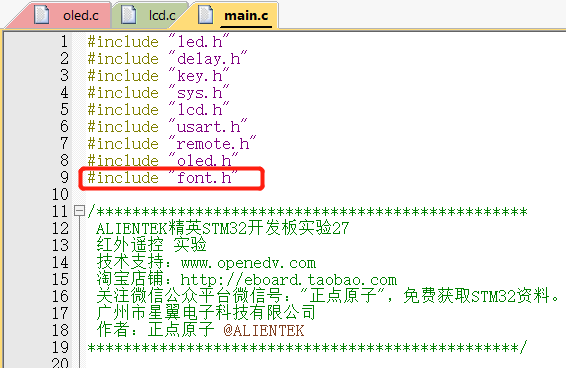 oled.c lcd.c main.c
1 #include "led.h"
2 #include "delay.h"
3 #include "key.h"
4 #include "sys.h"
5 #include "lcd.h"
6 #include "usart.h"
7 #include "remote.h"
8 #include "oled.h"
9 #include "font.h"
10
11 /************************************************
12 ALIENTEK精英STM32开发板实验27
13 红外遥控 实验
14 技术支持：www.openedv.com
15 淘宝店铺：http://eboard.taobao.com
16 关注微信公众平台微信号："正点原子"，免费获取STM32资料。
17 广州市星翼电子科技有限公司
18 作者：正点原子 @ALIENTEK
19 ************************************************/
20